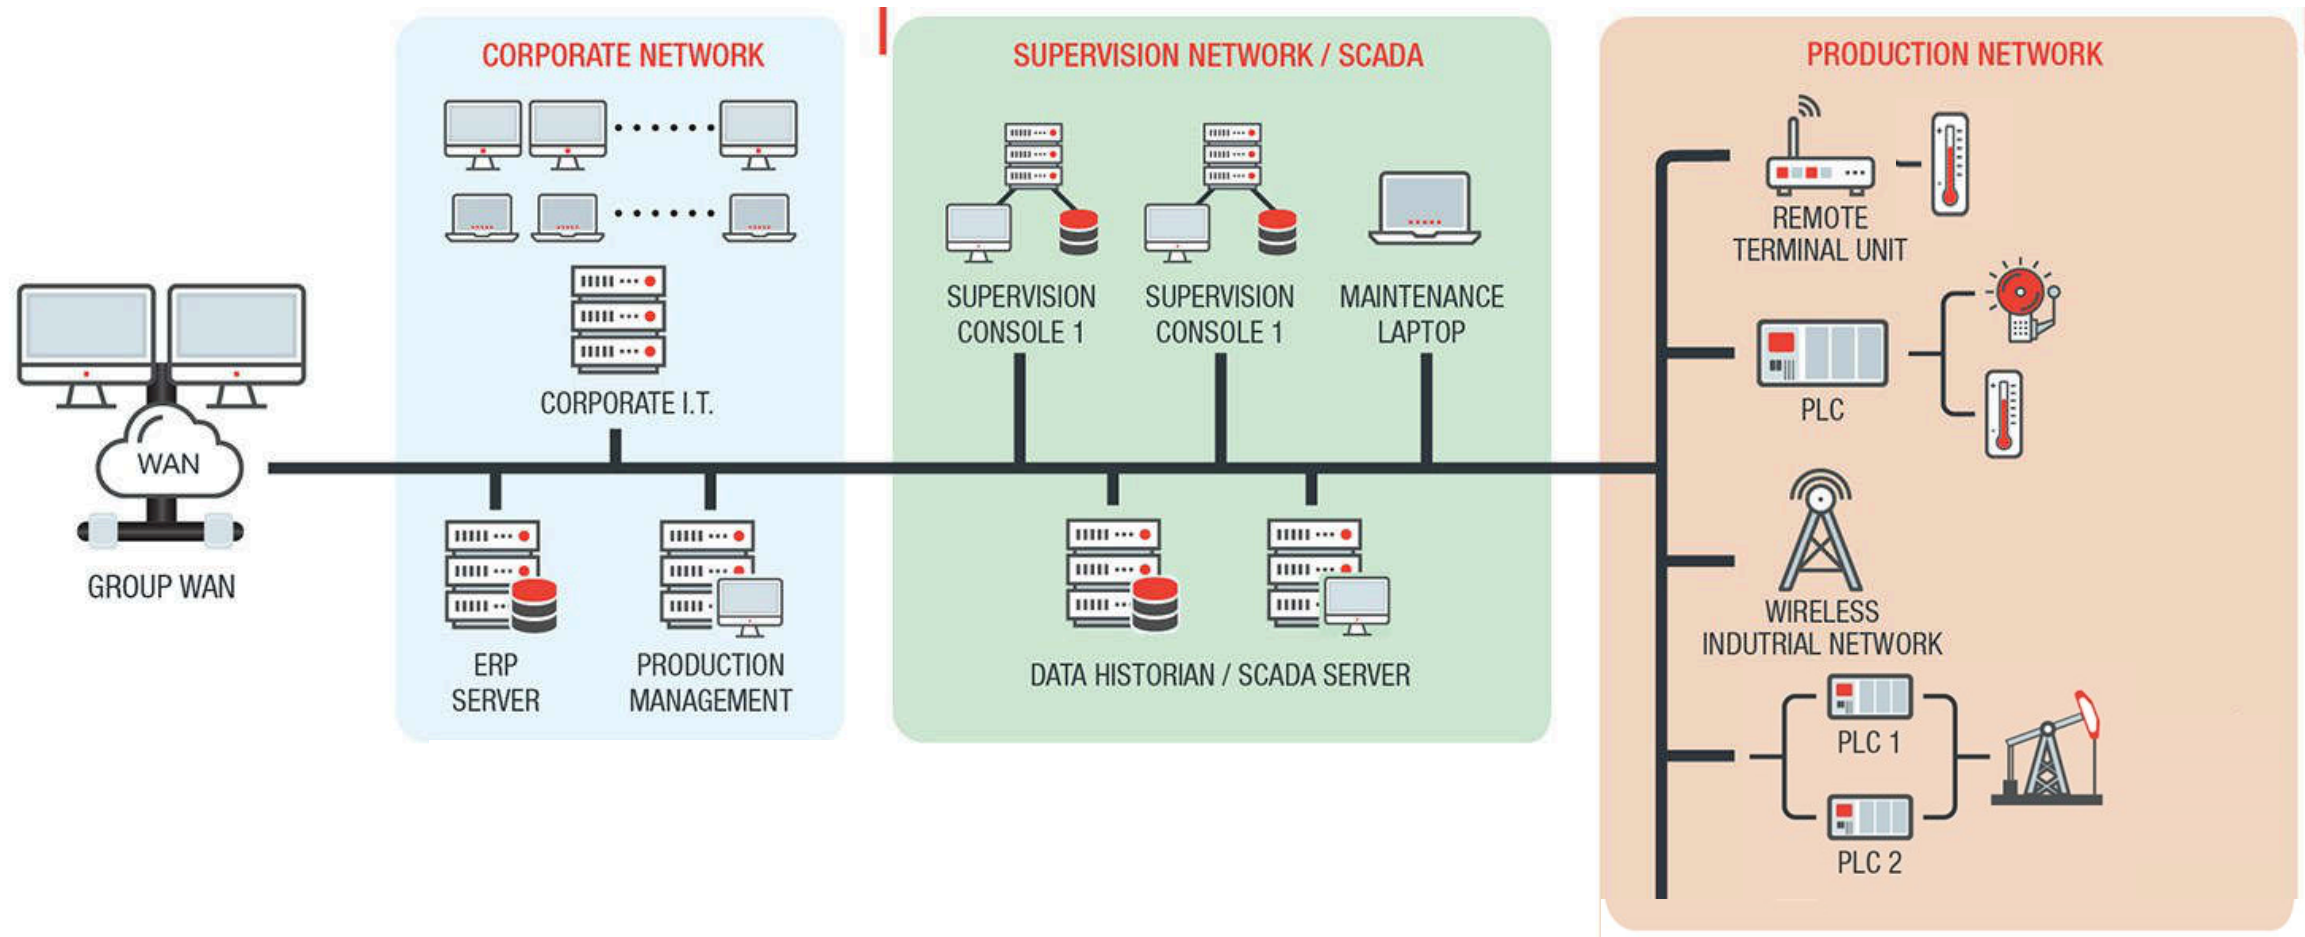 CORPORATE NETWORK
SUPERVISION NETWORK / SCADA
PRODUCTION NETWORK
WAN
GROUP WAN
CORPORATE I.T.
ERP
SERVER
PRODUCTION
MANAGEMENT
SUPERVISION
CONSOLE 1
SUPERVISION
CONSOLE 1
MAINTENANCE
LAPTOP
DATA HISTORIAN / SCADA SERVER
REMOTE
TERMINAL UNIT
PLC
WIRELESS
INDUTRIAL NETWORK
PLC 1
PLC 2